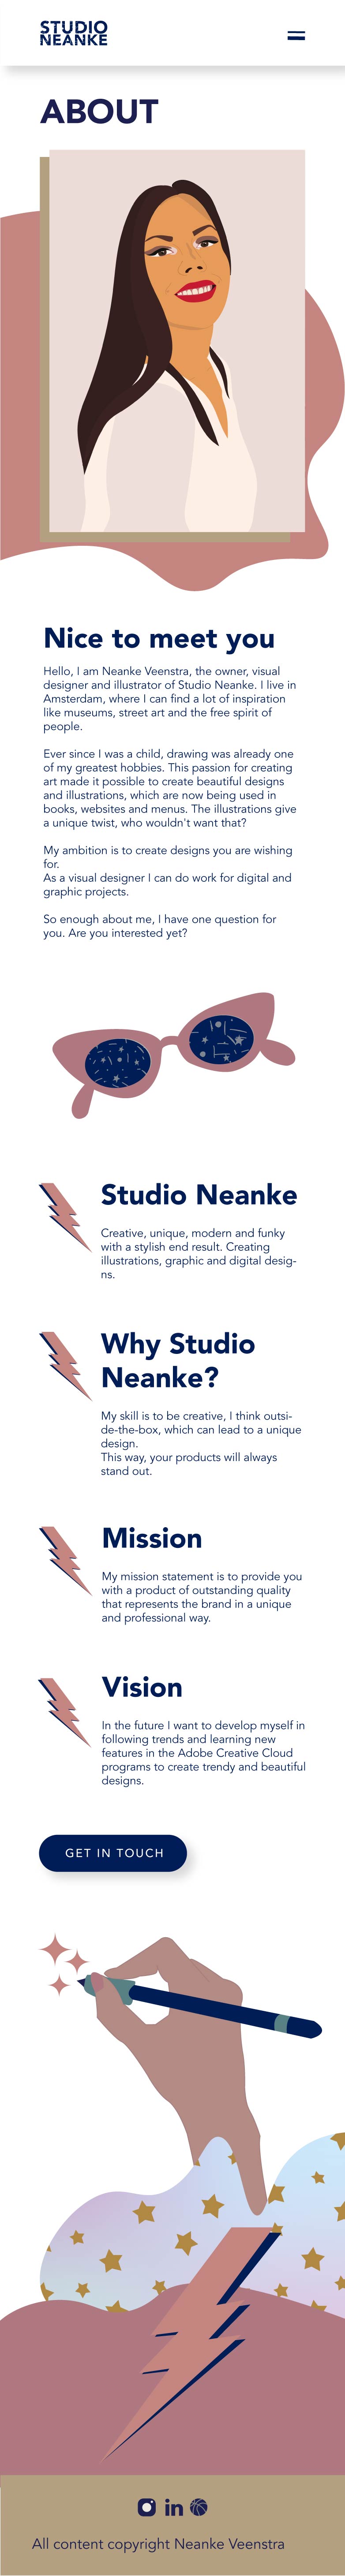 STUDIO
NEANKE
ABOUT
Nice to meet you
Hello, I am Neanke Veenstra, the owner, visual
designer and illustrator of Studio Neanke. I live in
Amsterdam, where I can find a lot of inspiration
like museums, street art and the free spirit of
people.
Ever since I was a child, drawing was already one
of my greatest hobbies. This passion for creating
art made it possible to create beautiful designs
and illustrations, which are now being used in
books, websites and menus. The illustrations give
a unique twist, who wouldn't want that?
My ambition is to create designs you are wishing
for.
As a visual designer I can do work for digital and
graphic projects.
So enough about me, I have one question for
you. Are you interested yet?
Studio Neanke
Creative, unique, modern and funky
with a stylish end result. Creating
illustrations, graphic and digital desig-
ns.
Why Studio
Neanke?
My skill is to be creative, I think outsi-
de-the-box, which can lead to a unique
design.
This way, your products will always
stand out.
Mission
My mission statement is to provide you
with a product of outstanding quality
that represents the brand in a unique
and professional way.
Vision
In the future I want to develop myself in
following trends and learning new
features in the Adobe Creative Cloud
programs to create trendy and beautiful
designs.
GET IN TOUCH
in
All content copyright Neanke Veenstra